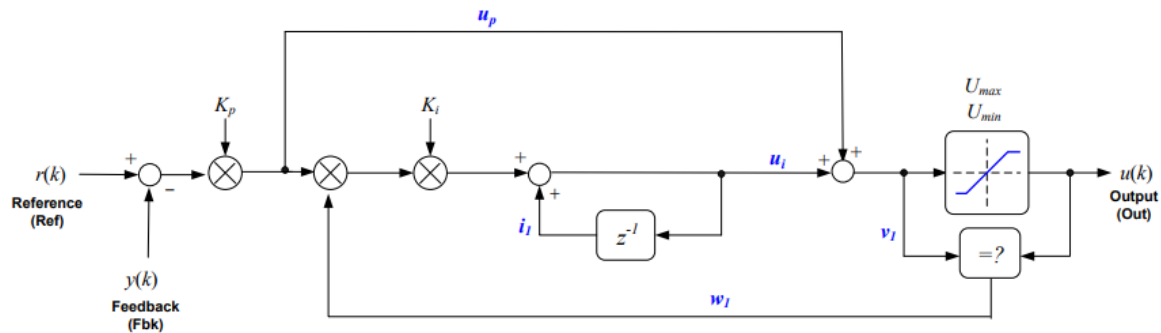 u_p
K_p
K_i
U_max
U_min
+
r(k)
−
Reference
(Ref)
y(k)
Feedback
(Fbk)
+
+
i_1
z^-1
u_i
+
+
v_1
u(k)
Output
(Out)
=?
w_1